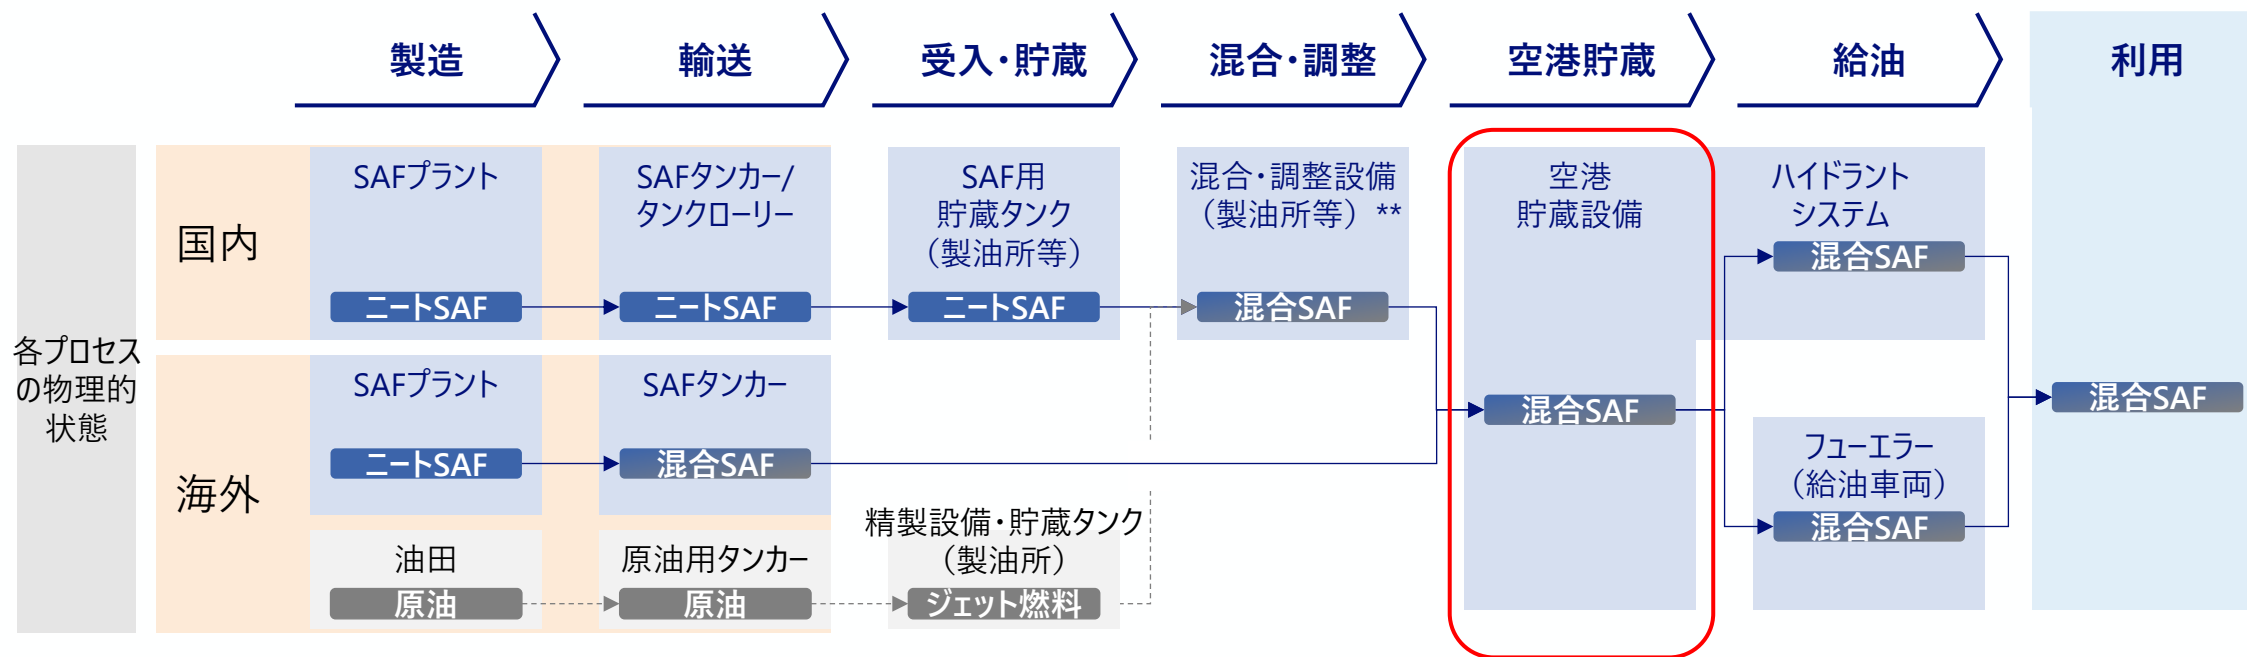 製造
輸送
受入・貯蔵
混合・調整
空港貯蔵
給油
利用
各プロセス
の物理的
状態
国内
SAFプラント
ニートSAF
SAFタンカー/
タンクローリー
ニートSAF
SAF用
貯蔵タンク
（製油所等）
ニートSAF
混合・調整設備
（製油所等）**
混合SAF
空港
貯蔵設備
混合SAF
ハイドラント
システム
混合SAF
フューエラー
（給油車両）
混合SAF
混合SAF
海外
SAFプラント
ニートSAF
SAFタンカー
混合SAF
油田
原油
原油用タンカー
原油
精製設備・貯蔵タンク
（製油所）
ジェット燃料